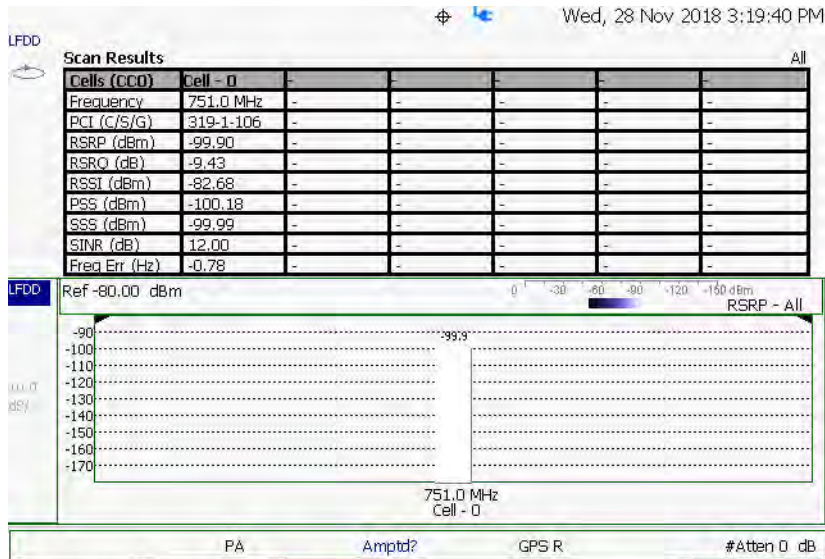 Wed, 28 Nov 2018 3:19:40 PM
LFDD
Scan Results All
Cells (CC0) Cell - 0 - - - - -
Frequency 751.0 MHz - - - - -
PCI (C/S/G) 319-1-106 - - - - -
RSRP (dBm) -99.90 - - - - -
RSRQ (dB) -9.43 - - - - -
RSSI (dBm) -82.68 - - - - -
PSS (dBm) -100.18 - - - - -
SSS (dBm) -99.99 - - - - -
SINR (dB) 12.00 - - - - -
Freq Err (Hz) -0.78 - - - - -
LFDD
Ref -80.00 dBm
0 -30 -60 -90 -120 -150 dBm
RSRP - All
-90
-99.9
-100
-110
-120
-130
dB/
-140
-150
-160
-170
751.0 MHz
Cell - 0
PA Amptd? GPS R #Atten 0 dB